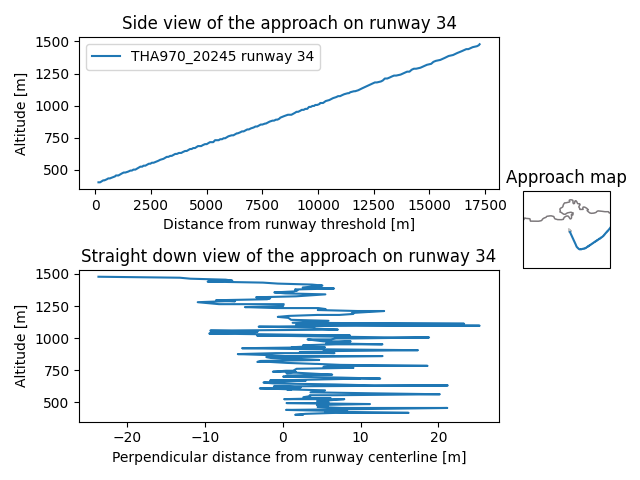 Side view of the approach on runway 34
1500
1250
1000
750
500
Altitude [m]
THA970_20245 runway 34
0 2500 5000 7500 10000 12500 15000 17500
Distance from runway threshold [m]
Approach map
Straight down view of the approach on runway 34
1500
1250
1000
750
500
Altitude [m]
−20 −10 0 10 20
Perpendicular distance from runway centerline [m]